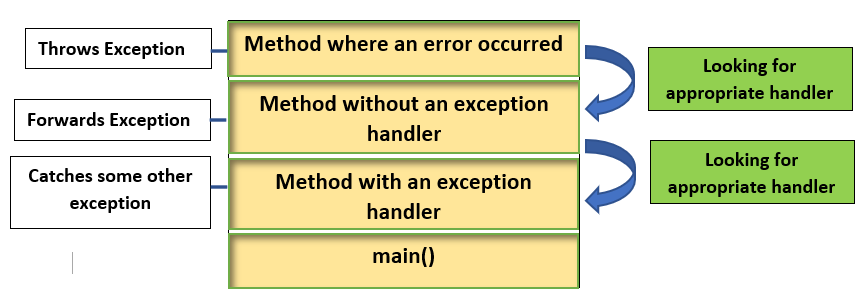 Throws Exception
Method where an error occurred
Looking for
appropriate handler
Forwards Exception
Method without an exception
handler
Looking for
appropriate handler
Catches some other
exception
Method with an exception
handler
main()